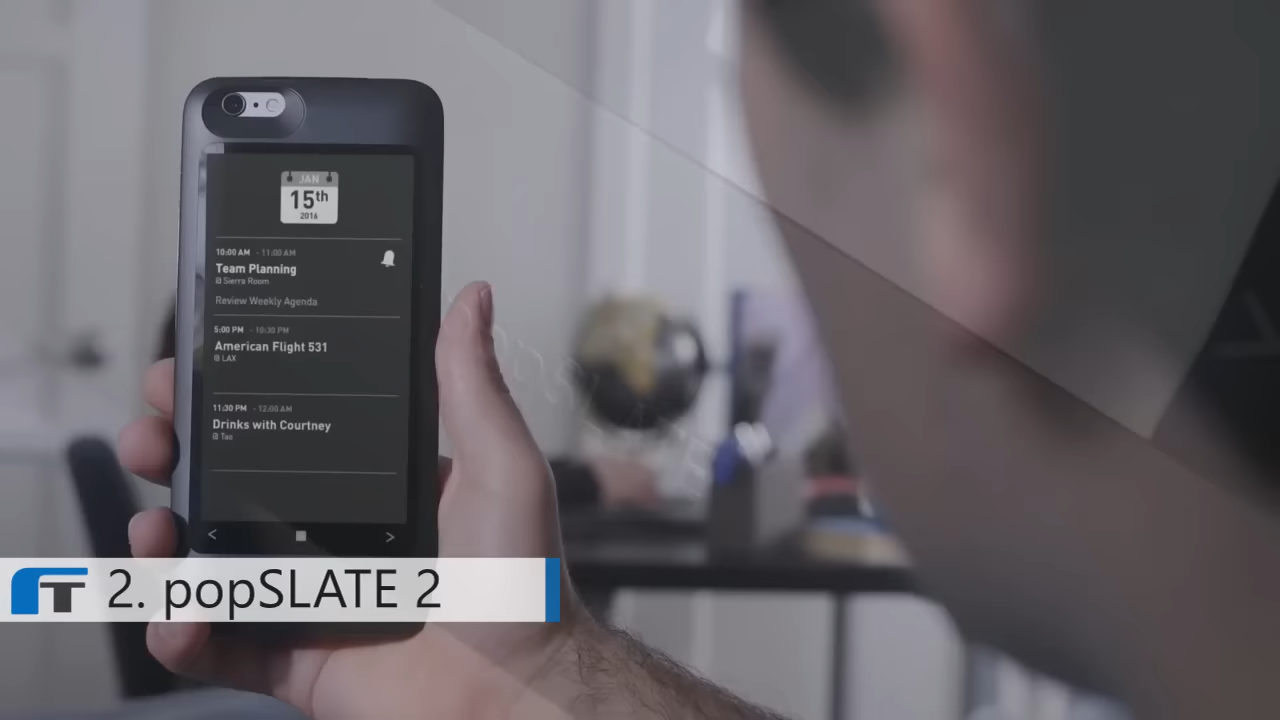 JAN
15th
2016
10:00 AM - 11:00 AM
Team Planning
Sierra Room
Review Weekly Agenda
5:00 PM - 10:30 PM
American Flight 531
LAX
11:30 PM - 12:00 AM
Drinks with Courtney
Tao
< >
FT 2. popSLATE 2